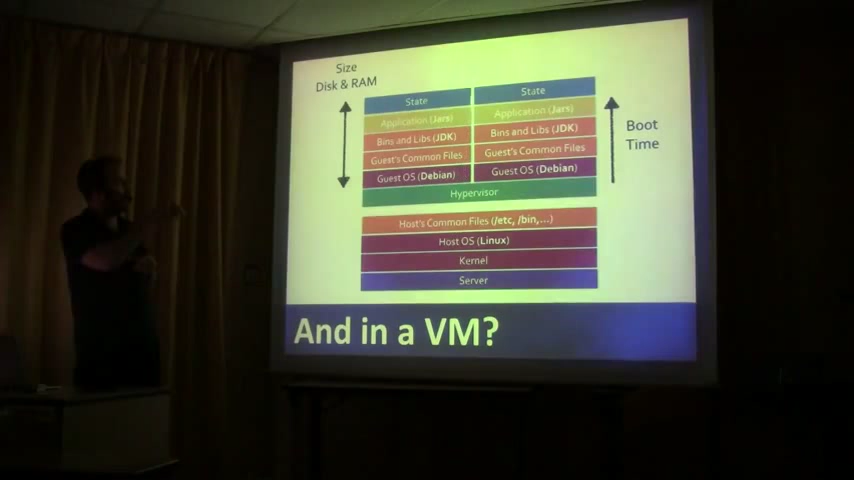 Size
Disk & RAM
State
State
Application (Jars)
Application (Jars)
Bins and Libs (JDK)
Bins and Libs (JDK)
Guest's Common Files
Guest's Common Files
Guest OS (Debian)
Guest OS (Debian)
Hypervisor
Boot
Time
Host's Common Files (/etc, /bin,...)
Host OS (Linux)
Kernel
Server
And in a VM?